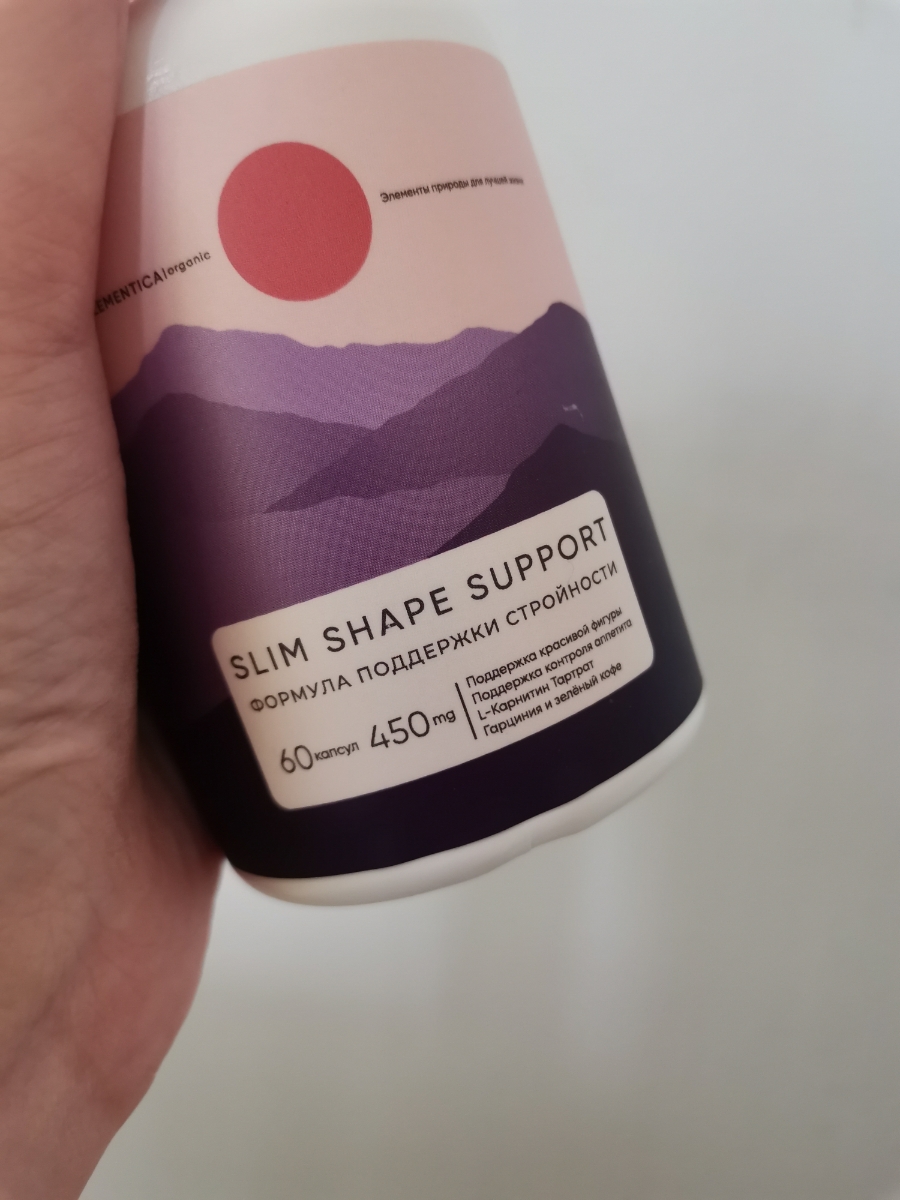 Элементы природы для лучшей жизни
EMENTICA|organic
SLIM SHAPE SUPPORT
ФОРМУЛА ПОДДЕРЖКИ СТРОЙНОСТИ
60 капсул 450 mg
Поддержка красивой фигуры
Поддержка контроля аппетита
L-Карнитин Тартрат
Гарциния и зелёный кофе